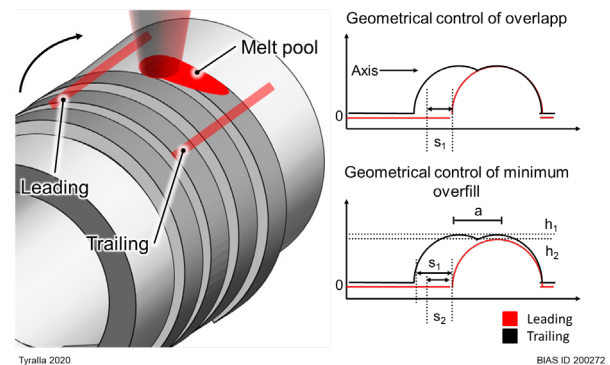 Melt pool
Leading
Trailing
Tyralla 2020
Geometrical control of overlapp
Axis
0
s1
Geometrical control of minimum
overfill
a
h1
h2
s1
0
s2
Leading
Trailing
BIAS ID 200272